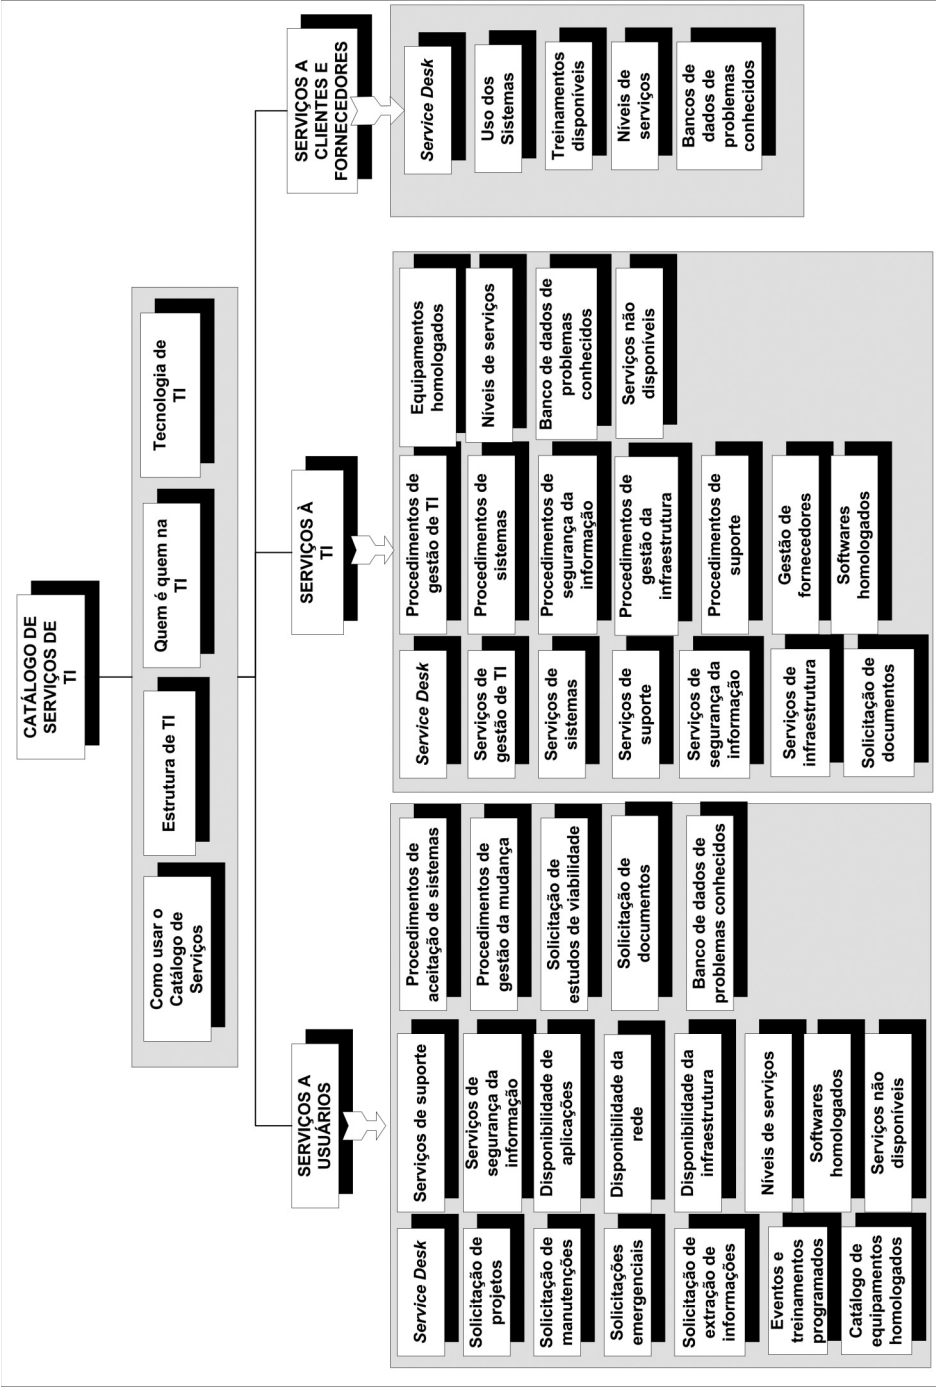 CATÁLOGO DE
SERVIÇOS DE
TI
Como usar o
Catálogo de
Serviços
Estrutura de TI
Quem é quem na
TI
Tecnologia de
TI
SERVIÇOS A
USUÁRIOS
Service Desk
Solicitação de
projetos
Solicitação de
manutenções
Solicitações
emergenciais
Solicitação de
extração de
informações
Eventos e
treinamentos
programados
Catálogo de
equipamentos
homologados
Serviços de suporte
Serviços de
segurança da
informação
Disponibilidade de
aplicações
Disponibilidade da
rede
Disponibilidade da
infraestrutura
Níveis de serviços
Softwares
homologados
Serviços não
disponíveis
Procedimentos de
aceitação de sistemas
Procedimentos de
gestão da mudança
Solicitação de
estudos de viabilidade
Solicitação de
documentos
Banco de dados de
problemas conhecidos
SERVIÇOS À
TI
Service Desk
Serviços de
gestão de TI
Serviços de
sistemas
Serviços de
suporte
Serviços de
segurança da
informação
Serviços de
infraestrutura
Solicitação de
documentos
Procedimentos de
gestão de TI
Procedimentos de
sistemas
Procedimentos de
segurança da
informação
Procedimentos de
gestão da
infraestrutura
Procedimentos de
suporte
Gestão de
fornecedores
Softwares
homologados
Equipamentos
homologados
Níveis de serviços
Banco de dados de
problemas
conhecidos
Serviços não
disponíveis
SERVIÇOS A
CLIENTES E
FORNECEDORES
Service Desk
Uso dos
Sistemas
Treinamentos
disponíveis
Níveis de
serviços
Bancos de
dados de
problemas
conhecidos